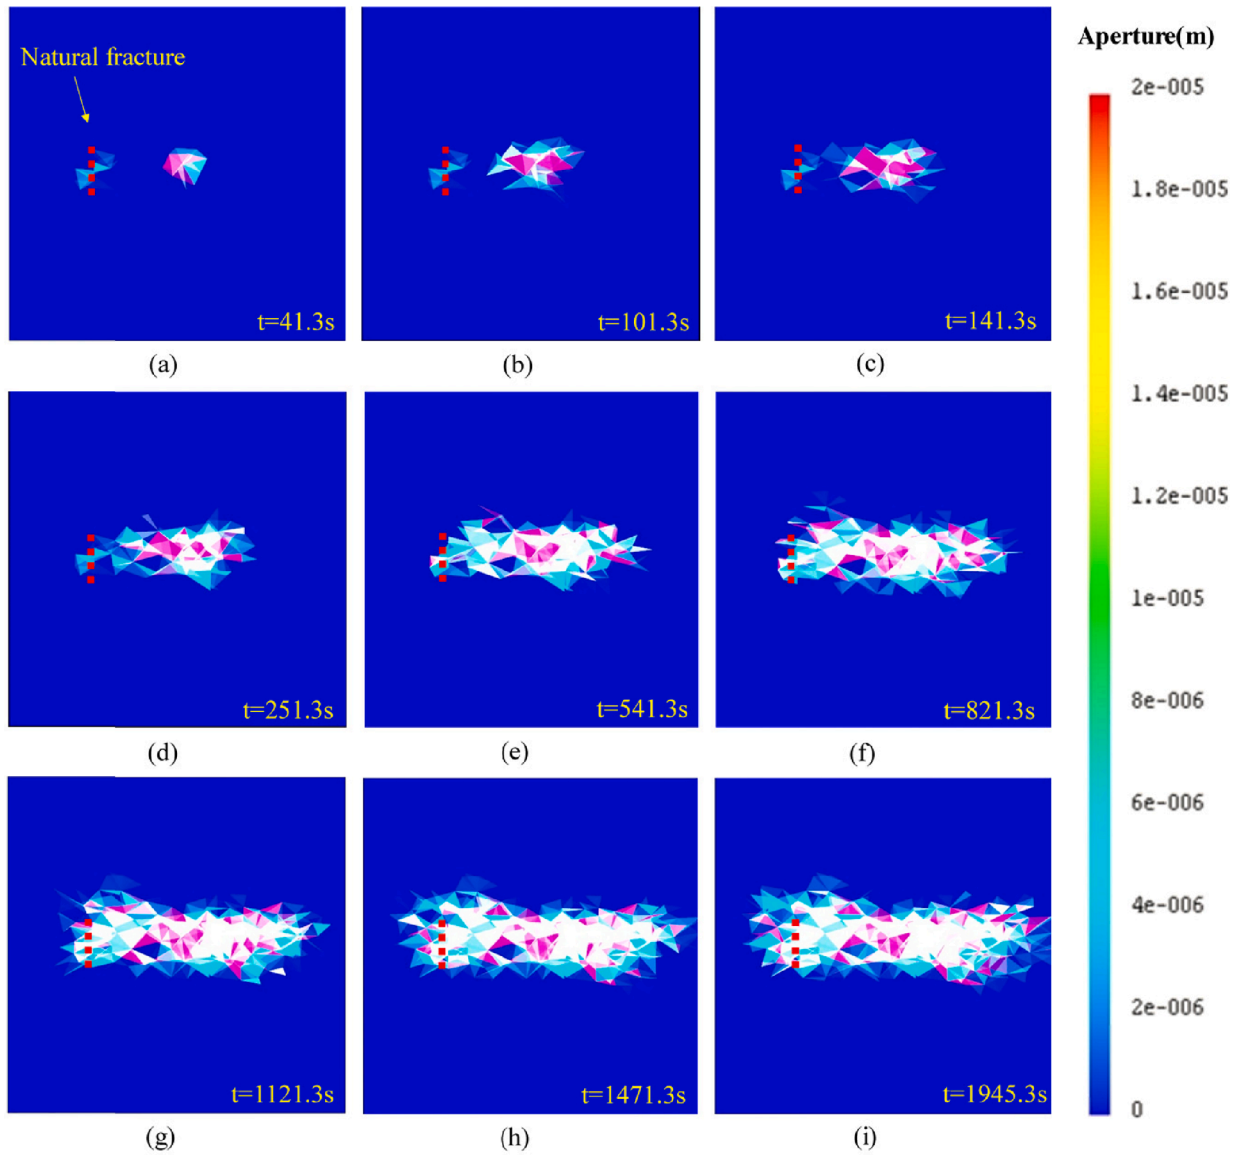 Natural fracture
t=41.3s
(a)
t=101.3s
(b)
t=141.3s
(c)
t=251.3s
(d)
t=541.3s
(e)
t=821.3s
(f)
t=1121.3s
(g)
t=1471.3s
(h)
t=1945.3s
(i)
Aperture(m)
2e-005
1.8e-005
1.6e-005
1.4e-005
1.2e-005
1e-005
8e-006
6e-006
4e-006
2e-006
0